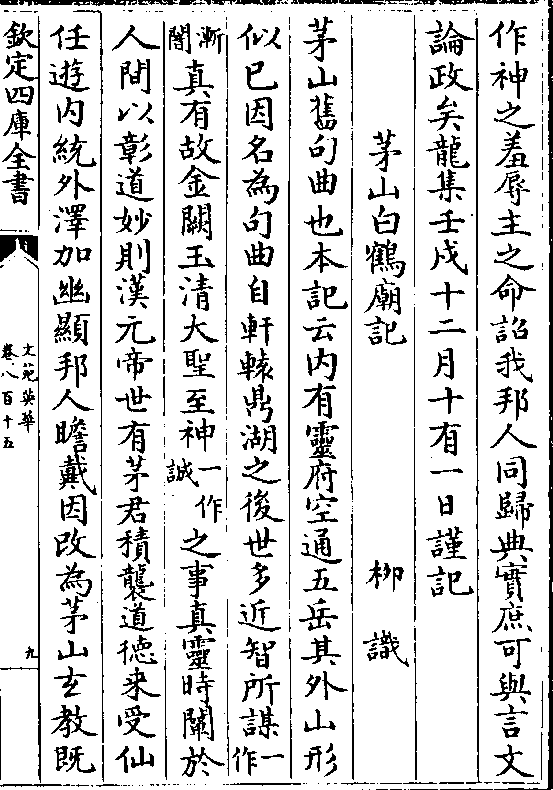 作神之羞辱主之命詔我邦人同歸典實庶可與言文
論政矣龍集壬戌十二月十有一日謹記
茅山白鶴廟記 栁識
茅山舊句曲也本記云内有靈府空通五岳其外山形
似已因名為句曲自軒轅鼎湖之後世多近智所謀一作
漸闇真有故金闕玉清大聖至神一作誠之事真靈時關於
人間以彰道妙則漢元帝世有茅君積襲道徳来受仙
任遊内統外澤加幽顯邦人瞻戴因改為茅山玄教既
欽定四庫全書
文苑英華
卷八百十五
九